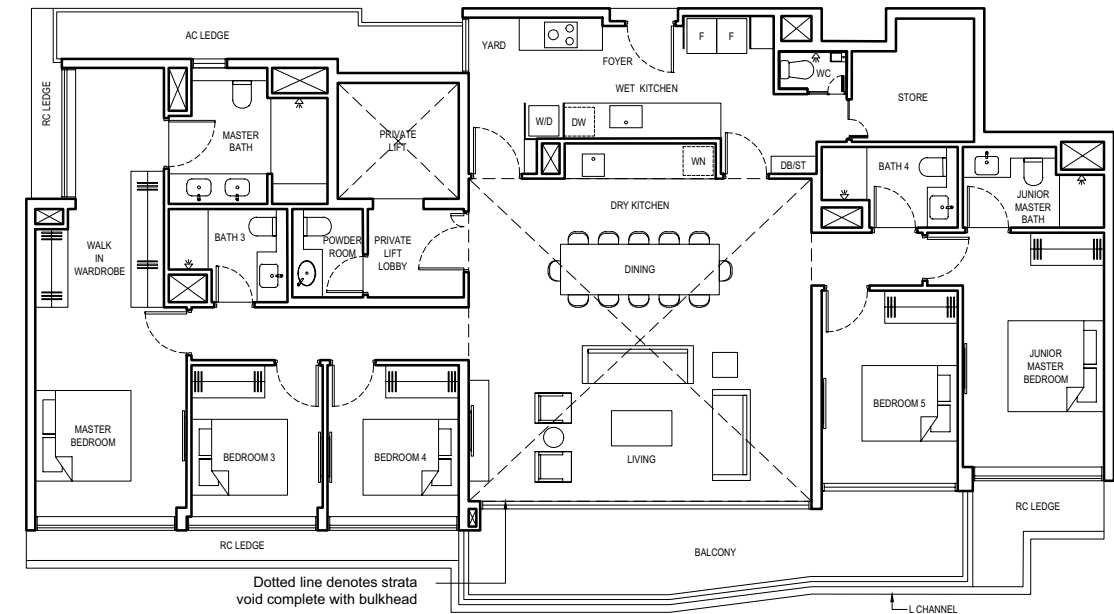 AC LEDGE
YARD
FOYER
F
F
WET KITCHEN
WC
STORE
RC LEDGE
MASTER
BATH
PRIVATE
LIFT
W/D
DW
WN
DB/ST
BATH 4
JUNIOR
MASTER
BATH
DRY KITCHEN
WALK
IN
WARDROBE
BATH 3
POWDER
ROOM
PRIVATE
LIFT
LOBBY
DINING
JUNIOR
MASTER
BEDROOM
MASTER
BEDROOM
BEDROOM 3
BEDROOM 4
LIVING
BEDROOM 5
RC LEDGE
RC LEDGE
BALCONY
Dotted line denotes strata
void complete with bulkhead
L CHANNEL